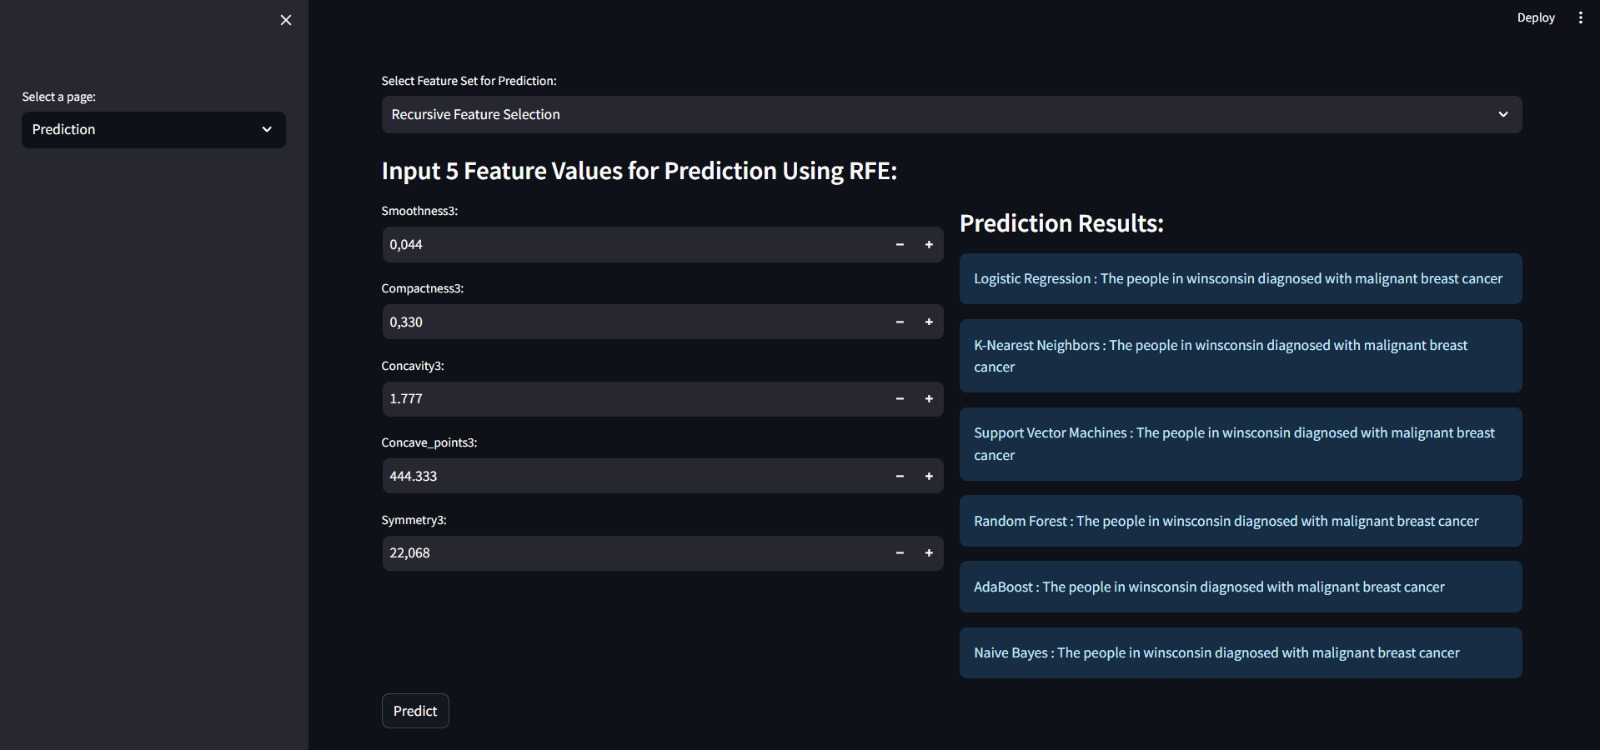 Deploy
Select a page:
Prediction
Select Feature Set for Prediction:
Recursive Feature Selection
Input 5 Feature Values for Prediction Using RFE:
Smoothness3:
0,044
Compactness3:
0,330
Concavity3:
1.777
Concave_points3:
444.333
Symmetry3:
22,068
Predict
Prediction Results:
Logistic Regression : The people in winsconsin diagnosed with malignant breast cancer
K-Nearest Neighbors : The people in winsconsin diagnosed with malignant breast
cancer
Support Vector Machines : The people in winsconsin diagnosed with malignant breast
cancer
Random Forest : The people in winsconsin diagnosed with malignant breast cancer
AdaBoost : The people in winsconsin diagnosed with malignant breast cancer
Naive Bayes : The people in winsconsin diagnosed with malignant breast cancer